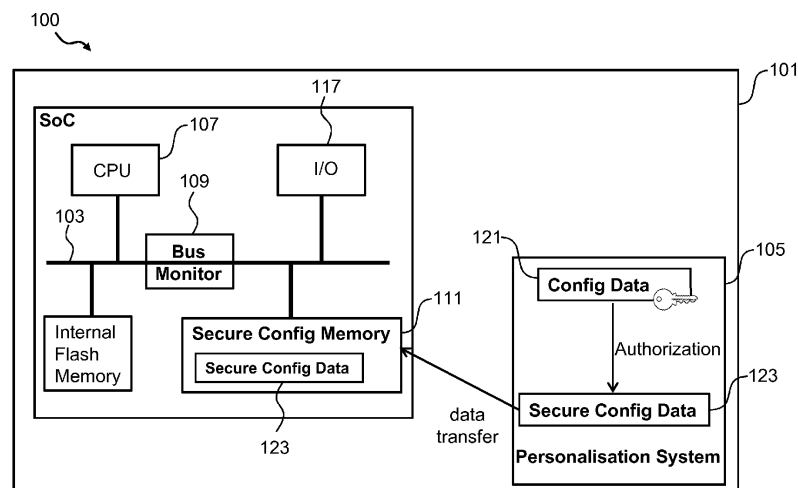 100
101
117
SoC
107
CPU
I/O
109
103
Bus
Monitor
121
105
Config Data
111
Internal
Flash
Memory
Secure Config Memory
Secure Config Data
Authorization
123
Secure Config Data
123
data
transfer
Personalisation System